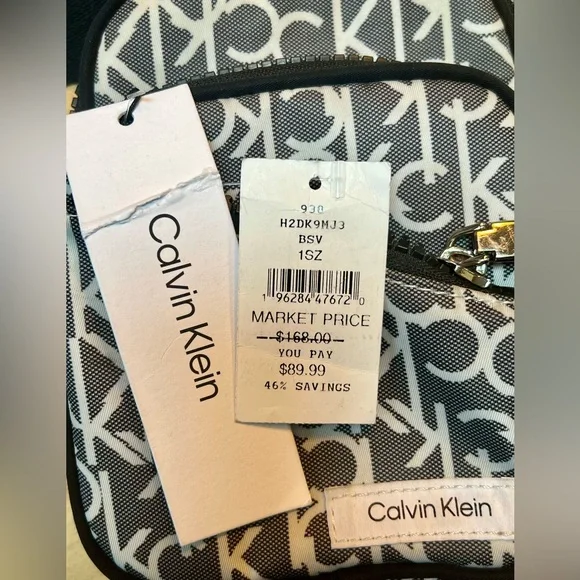 Calvin Klein
930
H2DK9MJ3
BSV
1SZ
1 96284 47672 0
MARKET PRICE
$168.00
YOU PAY
$89.99
46% SAVINGS
Calvin Klein